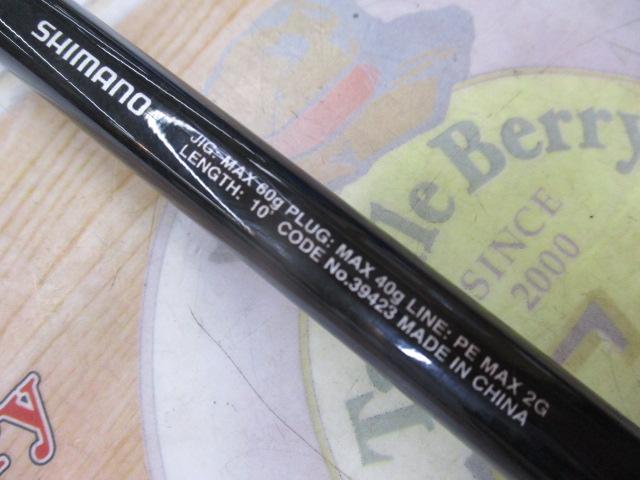 SHIMANO
JIG: MAX 60g PLUG: MAX 40g LINE: PE MAX 2G
LENGTH: 10' CODE No.39423 MADE IN CHINA
Berry
SINCE
2000